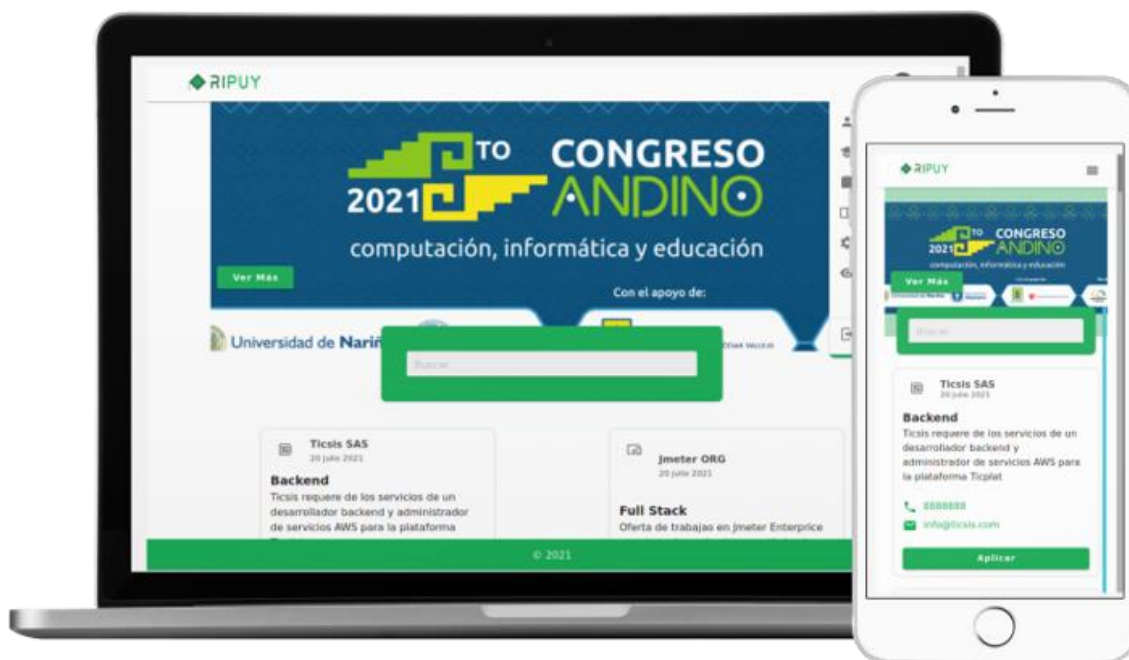 RIPUY
TO CONGRESO
2021 ANDINO
computación, informática y educación
Ver Más
Con el apoyo de:
Universidad de Nariñ
CÉSAR VALLEJO
Buscar
Ticsis SAS
20 julio 2021
Backend
Ticsis requere de los servicios de un
desarrollador backend y administrador
de servicios AWS para la plataforma
Jmeter ORG
20 julio 2021
Full Stack
Oferta de trabajao en Jmeter Enterprice
© 2021
RIPUY
TO CONGRESO
2021 ANDINO
computación, informática y educación
Ver Más
Buscar
Ticsis SAS
20 julio 2021
Backend
Ticsis requere de los servicios de un
desarrollador backend y
administrador de servicios AWS para
la plataforma Ticplat
8888888
info@ticsis.com
Aplicar